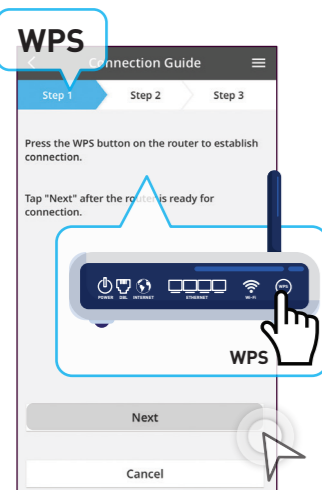 WPS
Connection Guide
Step 1 Step 2 Step 3
Press the WPS button on the router to establish
connection.
Tap "Next" after the router is ready for
connection.
POWER DSL INTERNET ETHERNET Wi-Fi WPS
WPS
Next
Cancel